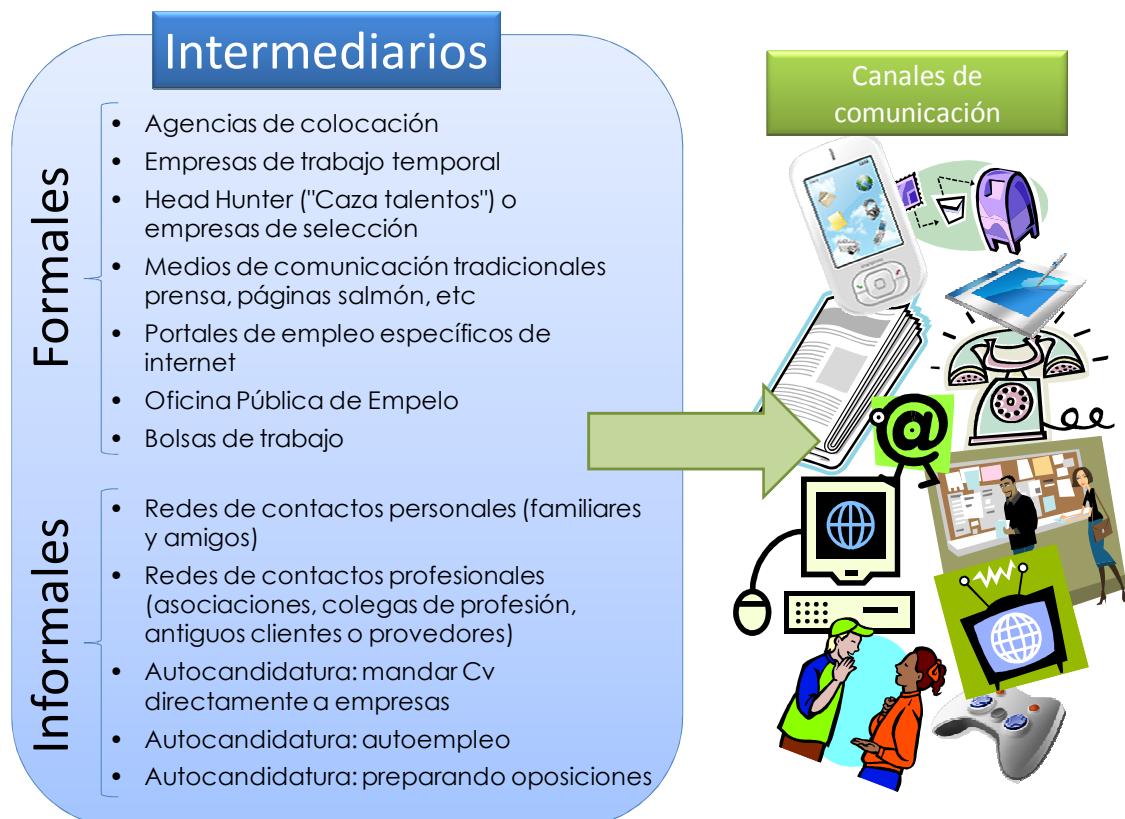 Intermediarios
Formales
• Agencias de colocación
• Empresas de trabajo temporal
• Head Hunter ("Caza talentos") o
empresas de selección
• Medios de comunicación tradicionales
prensa, páginas salmón, etc
• Portales de empleo específicos de
internet
• Oficina Pública de Empelo
• Bolsas de trabajo
Informales
• Redes de contactos personales (familiares
y amigos)
• Redes de contactos profesionales
(asociaciones, colegas de profesión,
antiguos clientes o provedores)
• Autocandidatura: mandar Cv
directamente a empresas
• Autocandidatura: autoempleo
• Autocandidatura: preparando oposiciones
Canales de
comunicación
@